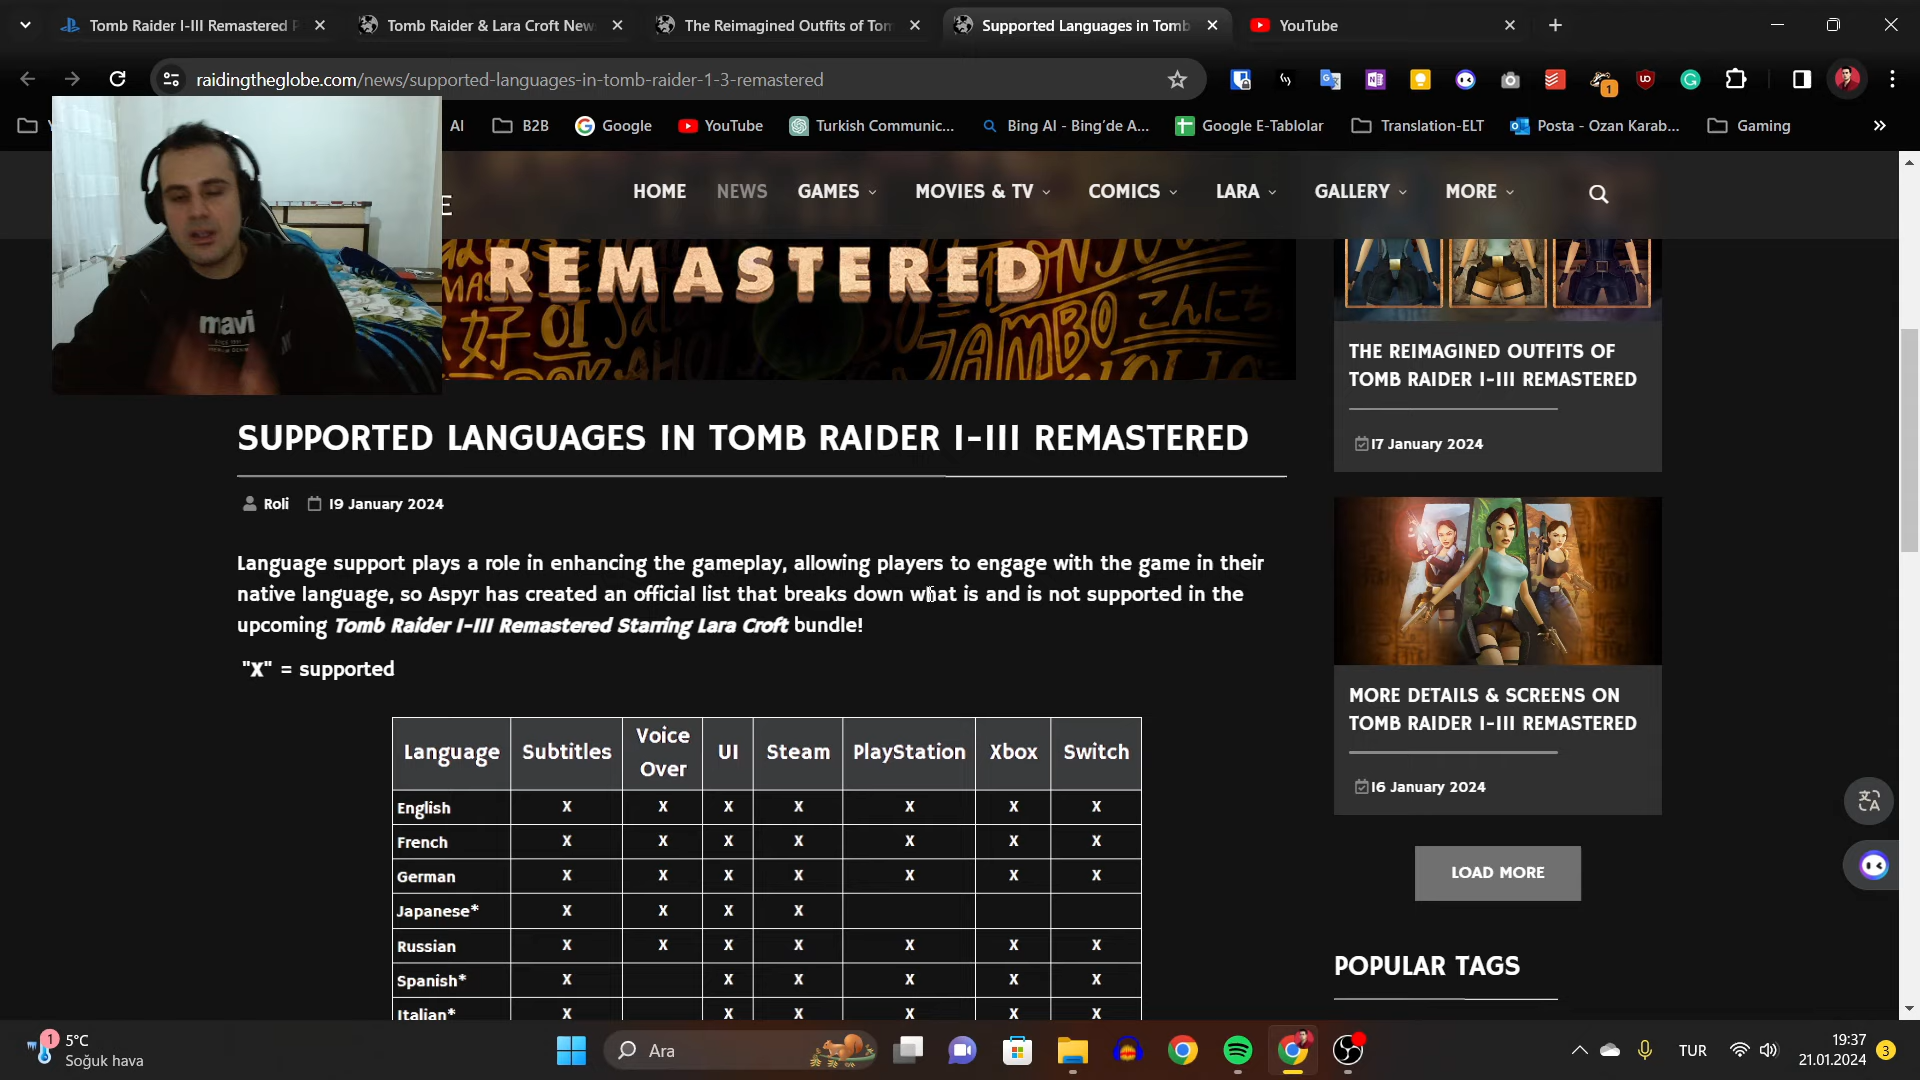 Tomb Raider I-III Remastered P
Tomb Raider & Lara Croft New
The Reimagined Outfits of Tom
Supported Languages in Tomb
YouTube
raidingtheglobe.com/news/supported-languages-in-tomb-raider-1-3-remastered
AI
B2B
Google
YouTube
Turkish Communic...
Bing AI - Bing'de A...
Google E-Tablolar
Translation-ELT
Posta - Ozan Karab...
Gaming
E
HOME
NEWS
GAMES
MOVIES & TV
COMICS
LARA
GALLERY
MORE
REMASTERED
JAMBO
こんにち
好
mavi
THE REIMAGINED OUTFITS OF
TOMB RAIDER I-III REMASTERED
17 January 2024
SUPPORTED LANGUAGES IN TOMB RAIDER I-III REMASTERED
Roli 19 January 2024
Language support plays a role in enhancing the gameplay, allowing players to engage with the game in their
native language, so Aspyr has created an official list that breaks down what is and is not supported in the
upcoming Tomb Raider I-III Remastered Starring Lara Croft bundle!
"X" = supported
Language Subtitles Voice Over UI Steam PlayStation Xbox Switch
English X X X X X X X
French X X X X X X X
German X X X X X X X
Japanese* X X X X
Russian X X X X X X X
Spanish* X X X X X X
Italian* X X X X X X
MORE DETAILS & SCREENS ON
TOMB RAIDER I-III REMASTERED
16 January 2024
LOAD MORE
POPULAR TAGS
1
5°C
Soğuk hava
Ara
TUR
19:37
21.01.2024
3